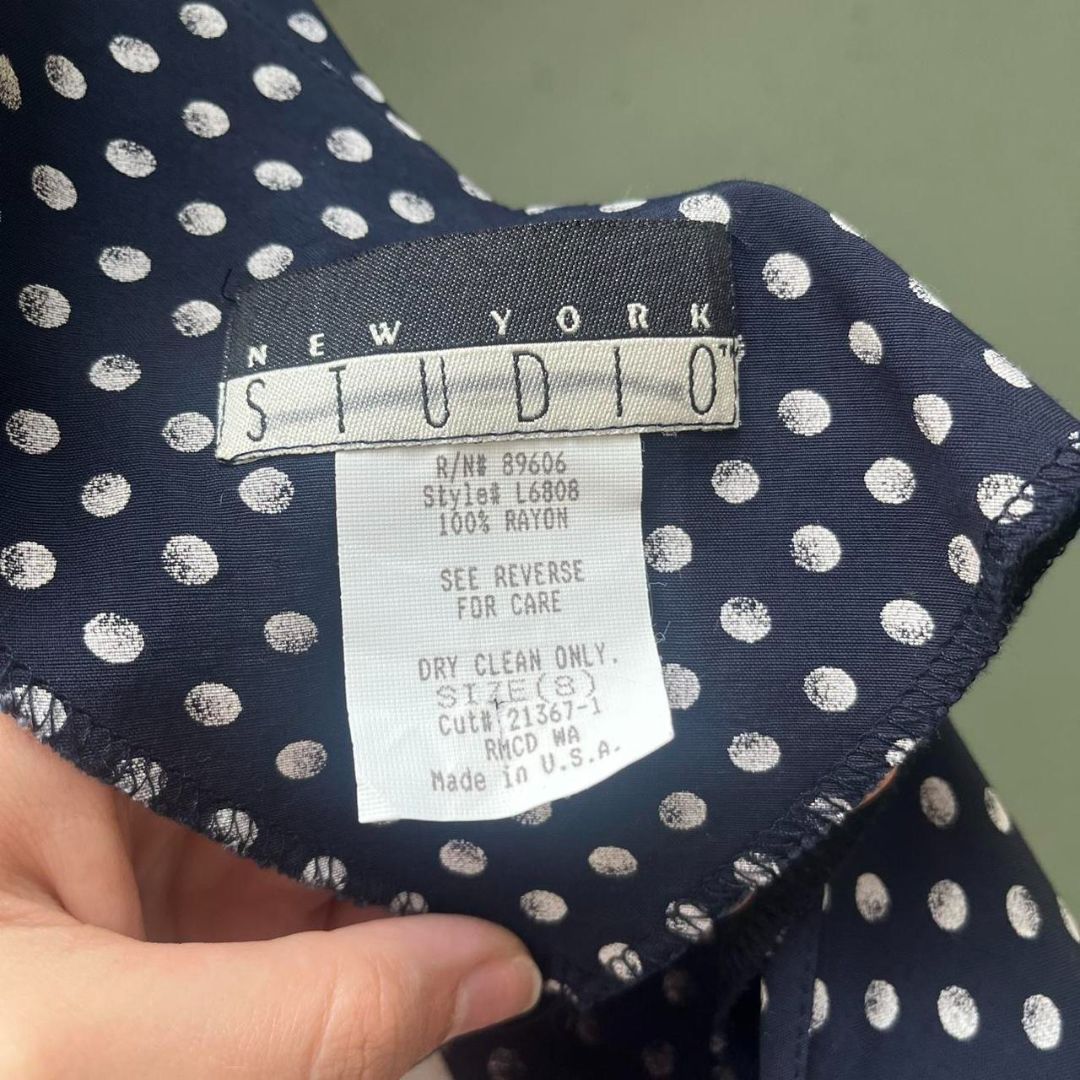 NEW YORK
STUDIO™
R/N# 89606
Style# L6808
100% RAYON
SEE REVERSE
FOR CARE
DRY CLEAN ONLY.
SIZE(8)
Cut# 21367-1
RMCD WA
Made in U.S.A.